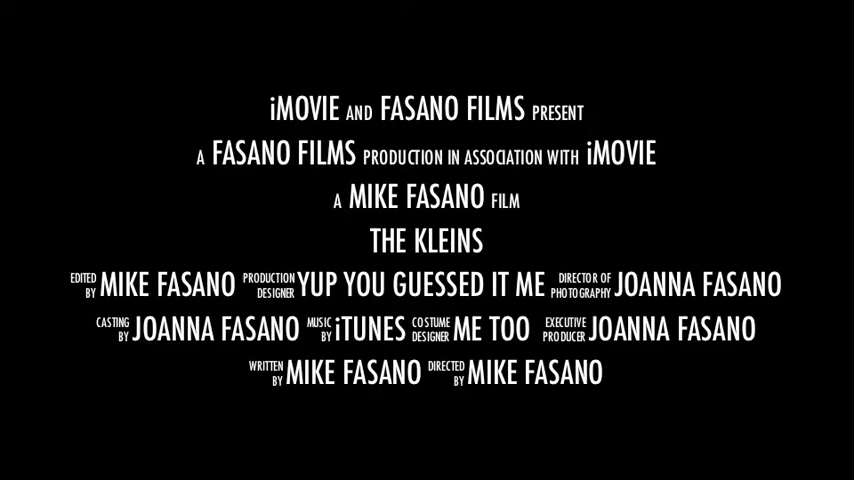 iMOVIE AND FASANO FILMS PRESENT
A FASANO FILMS PRODUCTION IN ASSOCIATION WITH iMOVIE
A MIKE FASANO FILM
THE KLEINS
EDITED BY MIKE FASANO PRODUCTION DESIGNER YUP YOU GUESSED IT ME DIRECTOR OF PHOTOGRAPHY JOANNA FASANO
CASTING BY JOANNA FASANO MUSIC BY iTUNES COSTUME DESIGNER ME TOO EXECUTIVE PRODUCER JOANNA FASANO
WRITTEN BY MIKE FASANO DIRECTED BY MIKE FASANO